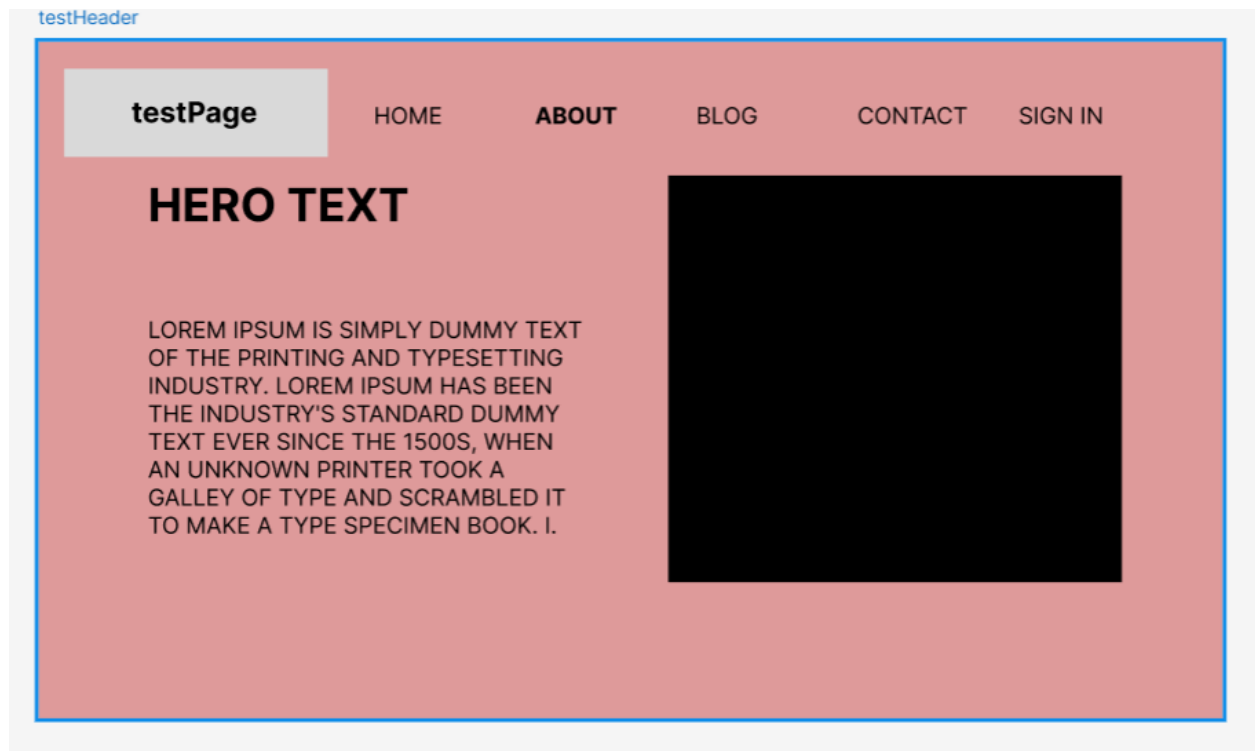 testHeader
testPage HOME ABOUT BLOG CONTACT SIGN IN
HERO TEXT
LOREM IPSUM IS SIMPLY DUMMY TEXT
OF THE PRINTING AND TYPESETTING
INDUSTRY. LOREM IPSUM HAS BEEN
THE INDUSTRY'S STANDARD DUMMY
TEXT EVER SINCE THE 1500S, WHEN
AN UNKNOWN PRINTER TOOK A
GALLEY OF TYPE AND SCRAMBLED IT
TO MAKE A TYPE SPECIMEN BOOK. I.